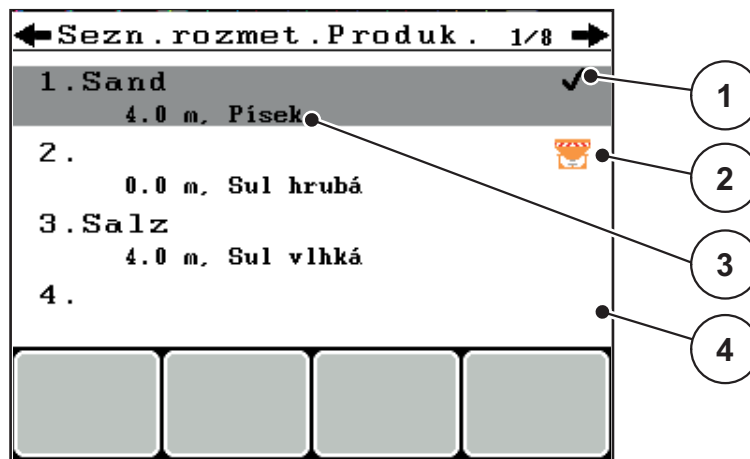 Sezn.rozmet.Produk. 1/8
1.Sand
4.0 m, Písek
2.
0.0 m, Sul hrubá
3.Salz
4.0 m, Sul vlhká
4.
1
2
3
4